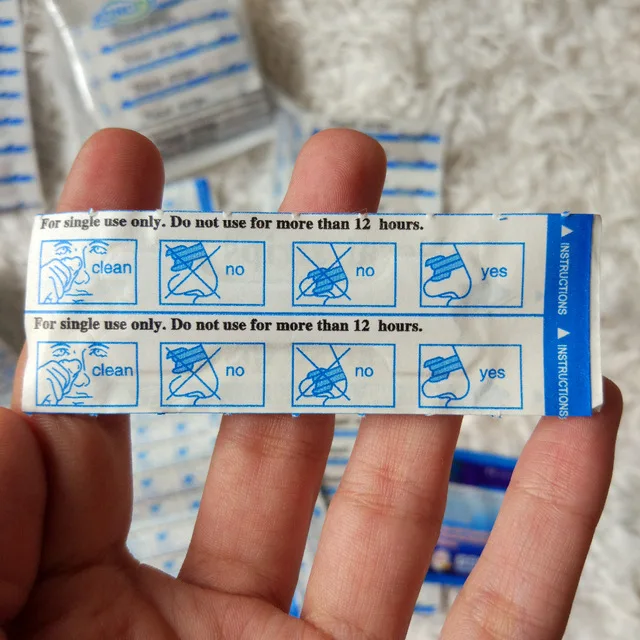 For single use only. Do not use for more than 12 hours.
clean no no yes
INSTRUCTIONS
For single use only. Do not use for more than 12 hours.
clean no no yes
INSTRUCTIONS